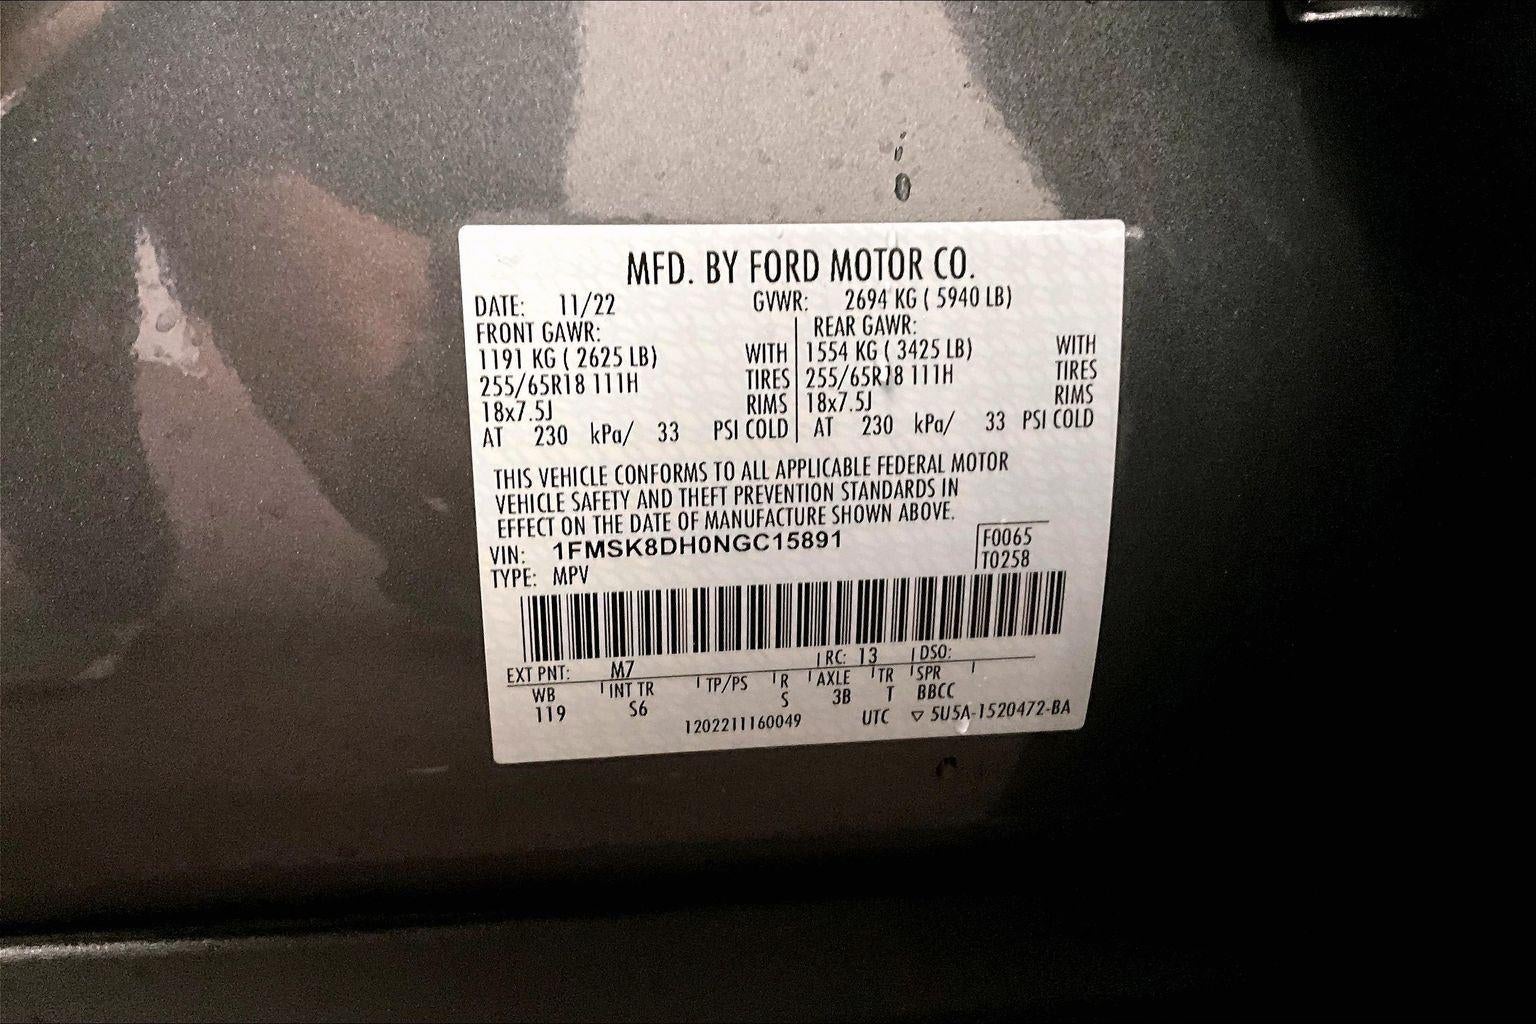 MFD. BY FORD MOTOR CO.
DATE: 11/22 GVWR: 2694 KG ( 5940 LB)
FRONT GAWR: REAR GAWR:
1191 KG ( 2625 LB) WITH 1554 KG ( 3425 LB) WITH
255/65R18 111H TIRES 255/65R18 111H TIRES
18x7.5J RIMS 18x7.5J RIMS
AT 230 kPa/ 33 PSI COLD AT 230 kPa/ 33 PSI COLD
THIS VEHICLE CONFORMS TO ALL APPLICABLE FEDERAL MOTOR
VEHICLE SAFETY AND THEFT PREVENTION STANDARDS IN
EFFECT ON THE DATE OF MANUFACTURE SHOWN ABOVE.
VIN: 1FMSK8DH0NGC15891 F0065
TYPE: MPV T0258
EXT PNT: M7 RC: 13 DSO:
WB INT TR TP/PS R AXLE TR SPR
119 S6 S 3B T BBCC
1202211160049 UTC ▽ 5U5A-1520472-BA